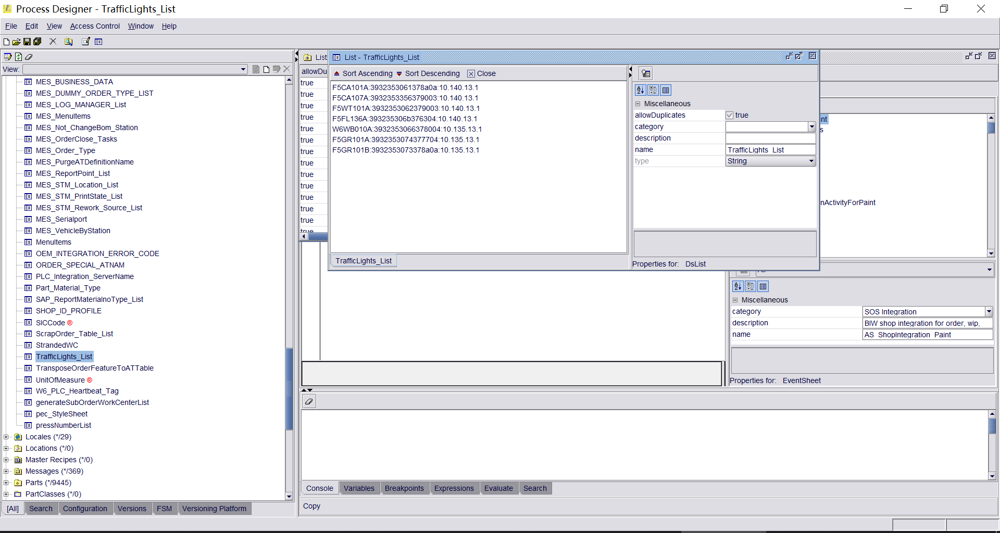 Process Designer - TrafficLights_List
File Edit View Access Control Window Help
View:
MES_BUSINESS_DATA
MES_DUMMY_ORDER_TYPE_LIST
MES_LOG_MANAGER_List
MES_MenuItems
MES_Not_ChangeBom_Station
MES_OrderClose_Tasks
MES_Order_Type
MES_PurgeATDefinitionName
MES_ReportPoint_List
MES_STM_Location_List
MES_STM_PrintState_List
MES_STM_Rework_Source_List
MES_Serialport
MES_VehicleByStation
MenuItems
OEM_INTEGRATION_ERROR_CODE
ORDER_SPECIAL_ATNAM
PLC_Integration_ServerName
Part_Material_Type
SAP_ReportMaterialnoType_List
SHOP_ID_PROFILE
SICCode ®
ScrapOrder_Table_List
StrandedWC
TrafficLights_List
TransposeOrderFeatureToATTable
UnitOfMeasure ®
W6_PLC_Heartbeat_Tag
generateSubOrderWorkCenterList
pec_StyleSheet
pressNumberList
Locales (*/29)
Locations (*/0)
Master Recipes (*/0)
Messages (*/369)
Parts (*/9445)
PartClasses (*/0)
[All] Search Configuration Versions FSM Versioning Platform
List
allowDu
true
true
true
true
true
true
true
true
true
true
true
true
true
true
List - TrafficLights_List
Sort Ascending Sort Descending Close
F5CA101A:3932353061378a0a:10.140.13.1
F5CA107A:3932353356379003:10.140.13.1
F5WT101A:3932353062379003:10.140.13.1
F5FL136A:393235306b376304:10.140.13.1
W6WB010A:3932353066378004:10.135.13.1
F5GR101A:3932353074377704:10.135.13.1
F5GR101B:3932353073378a0a:10.135.13.1
TrafficLights_List
Miscellaneous
allowDuplicates true
category
description
name TrafficLights_List
type String
Properties for: DsList
nt
s
nActivityForPaint
Miscellaneous
category SOS Integration
description BIW shop integration for order, wip,
name AS_ShopIntegration_Paint
Properties for: EventSheet
Console Variables Breakpoints Expressions Evaluate Search
Copy